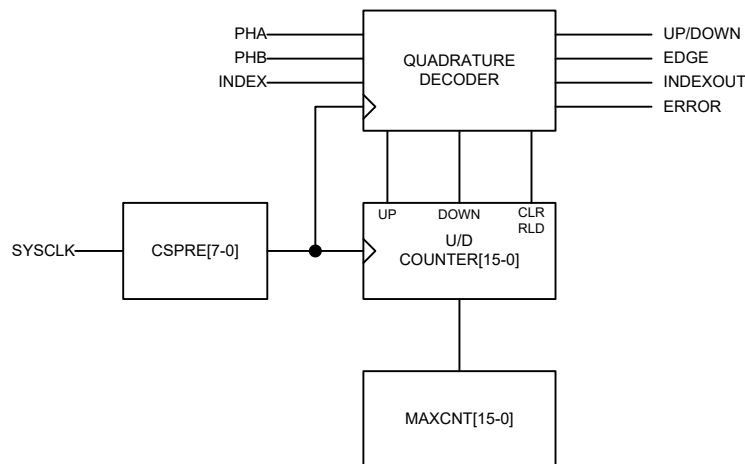 PHA
PHB
INDEX
QUADRATURE
DECODER
UP/DOWN
EDGE
INDEXOUT
ERROR
SYSCLK
CSPRE[7-0]
UP
DOWN
CLR
RLD
U/D
COUNTER[15-0]
MAXCNT[15-0]